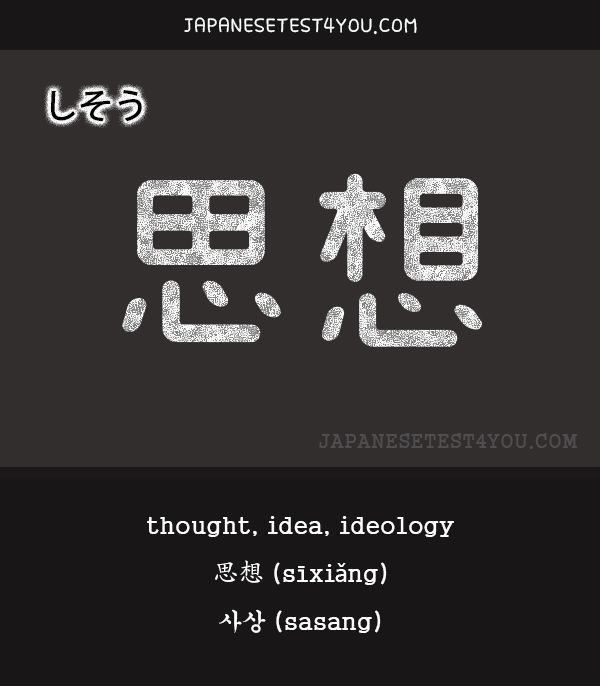 JAPANESETEST4YOU.COM
しそう
思想
JAPANESETEST4YOU.COM
thought, idea, ideology
思想 (sīxiǎng)
사상 (sasang)